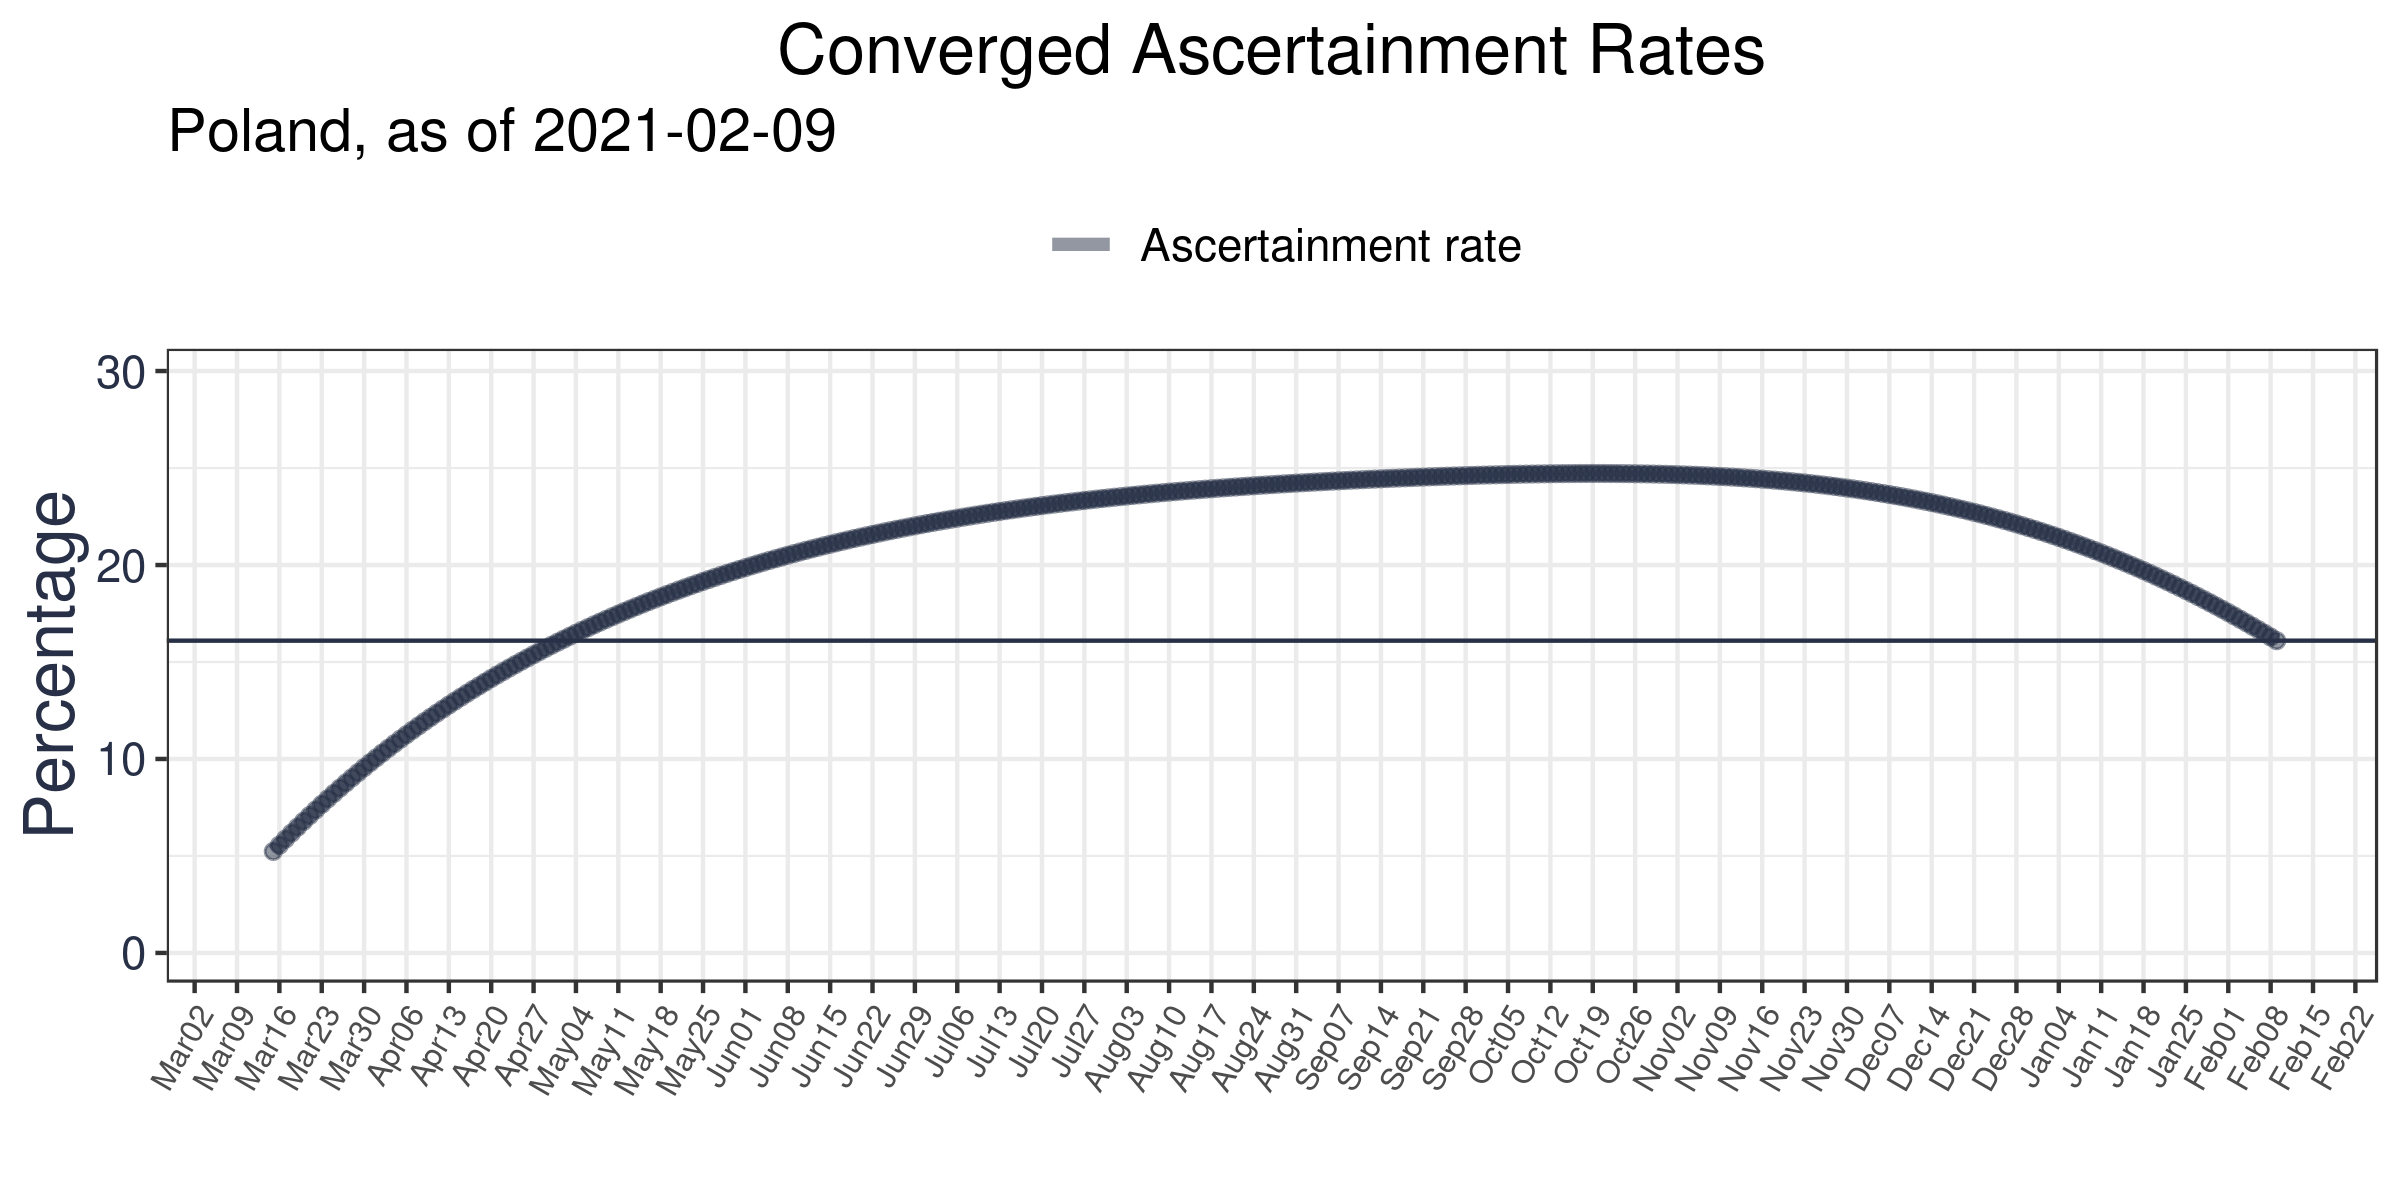 Converged Ascertainment Rates
Poland, as of 2021-02-09
Ascertainment rate
Percentage
30
20
10
0
Mar02 Mar09 Mar16 Mar23 Mar30 Apr06 Apr13 Apr20 Apr27 May04 May11 May18 May25 Jun01 Jun08 Jun15 Jun22 Jun29 Jul06 Jul13 Jul20 Jul27 Aug03 Aug10 Aug17 Aug24 Aug31 Sep07 Sep14 Sep21 Sep28 Oct05 Oct12 Oct19 Oct26 Nov02 Nov09 Nov16 Nov23 Nov30 Dec07 Dec14 Dec21 Dec28 Jan04 Jan11 Jan18 Jan25 Feb01 Feb08 Feb15 Feb22